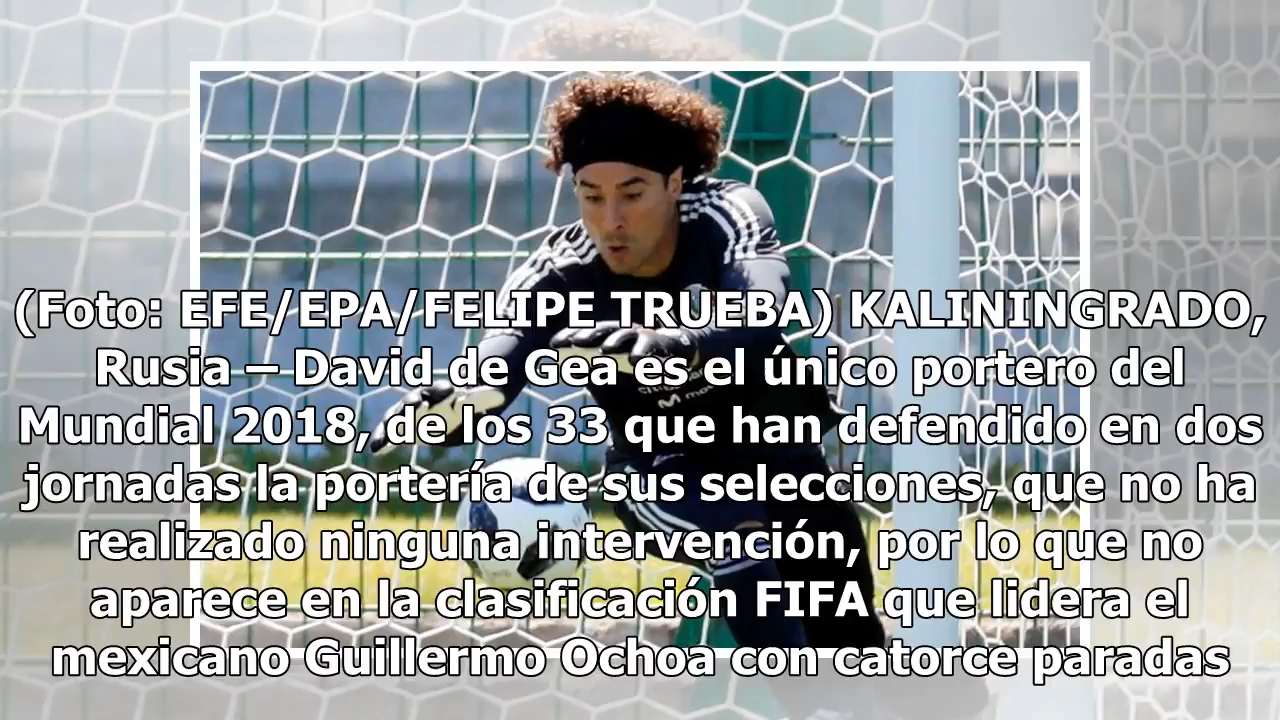 (Foto: EFE/EPA/FELIPE TRUEBA) KALININGRADO,
Rusia – David de Gea es el único portero del
Mundial 2018, de los 33 que han defendido en dos
jornadas la portería de sus selecciones, que no ha
realizado ninguna intervención, por lo que no
aparece en la clasificación FIFA que lidera el
mexicano Guillermo Ochoa con catorce paradas